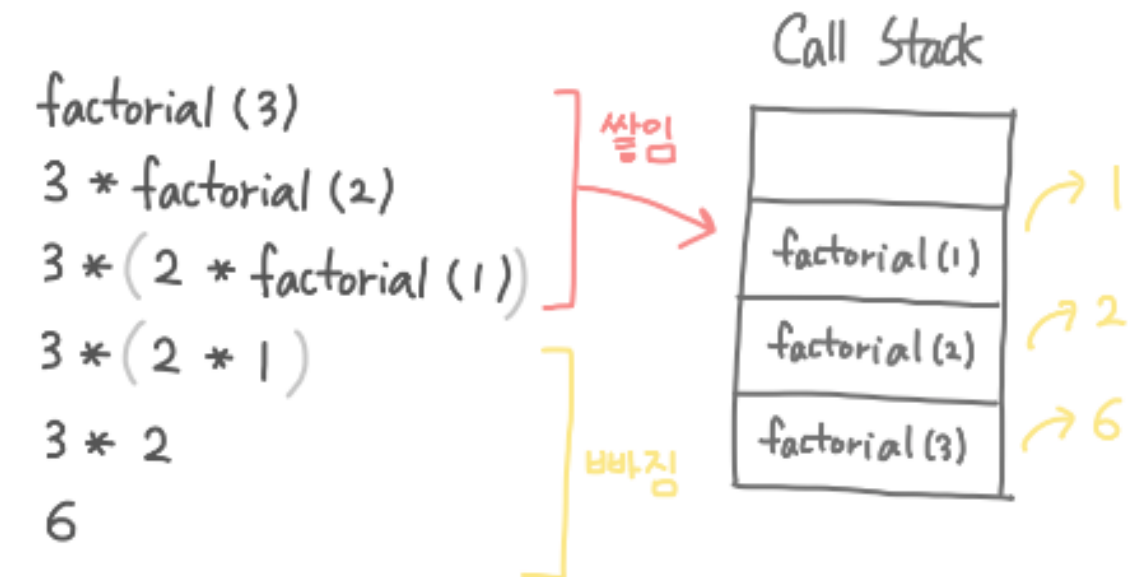 factorial (3)
3 * factorial (2)
3 * ( 2 * factorial (1))
3 * ( 2 * 1 )
3 * 2
6
쌓임
빠짐
Call Stack
factorial (1)
1
factorial (2)
2
factorial (3)
6